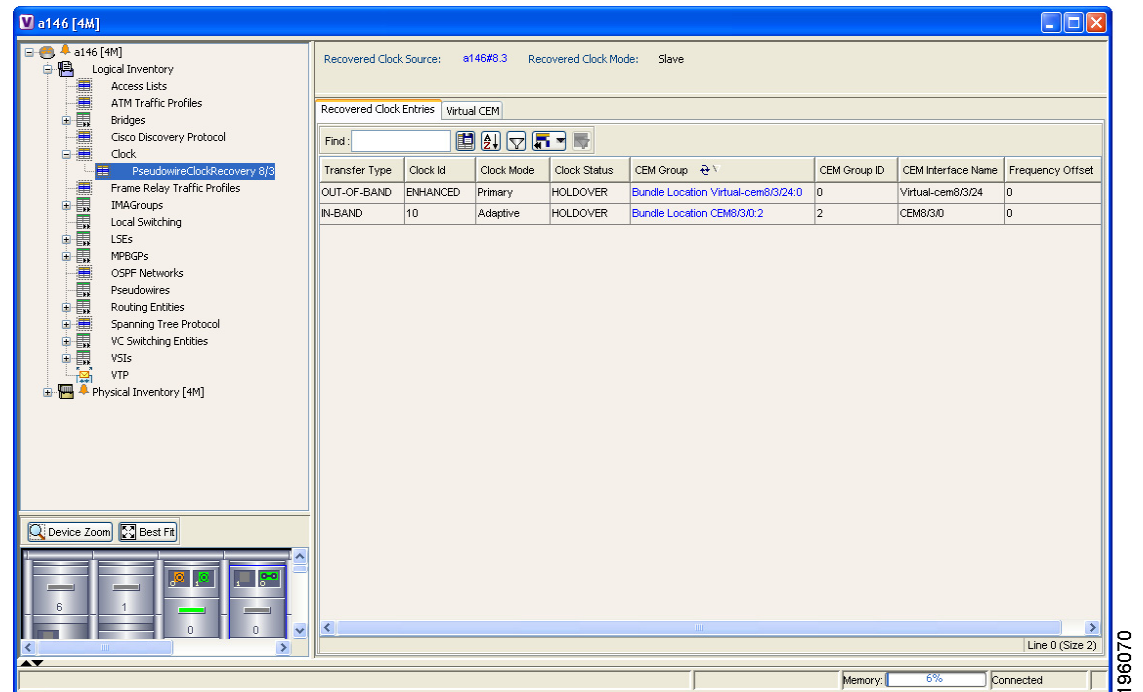 a146 [4M]
a146 [4M]
Logical Inventory
Access Lists
ATM Traffic Profiles
Bridges
Cisco Discovery Protocol
Clock
PseudowireClockRecovery 8/3
Frame Relay Traffic Profiles
IMAGroups
Local Switching
LSEs
MPBGPs
OSPF Networks
Pseudowires
Routing Entities
Spanning Tree Protocol
VC Switching Entities
VSIs
VTP
Physical Inventory [4M]
Device Zoom Best Fit
6 1 0 1 0
0 0
Recovered Clock Source: a146#8.3 Recovered Clock Mode: Slave
Recovered Clock Entries Virtual CEM
Find :
Transfer Type Clock Id Clock Mode Clock Status CEM Group CEM Group ID CEM Interface Name Frequency Offset
OUT-OF-BAND ENHANCED Primary HOLDOVER Bundle Location Virtual-cem8/3/24:0 0 Virtual-cem8/3/24 0
IN-BAND 10 Adaptive HOLDOVER Bundle Location CEM8/3/0:2 2 CEM8/3/0 0
Line 0 (Size 2)
Memory: 6% Connected
196070